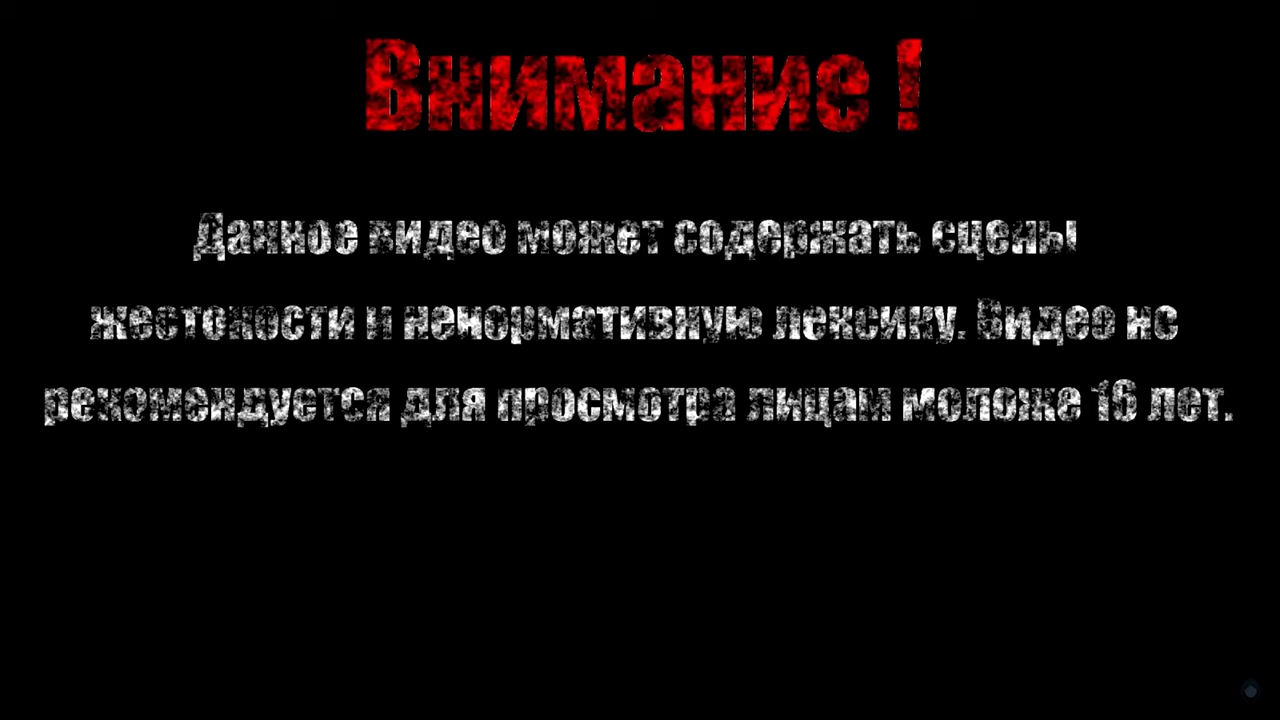 Внимание !
Данное видео может содержать сцены
жестокости и ненормативную лексику. Видео не
рекомендуется для просмотра лицам моложе 16 лет.